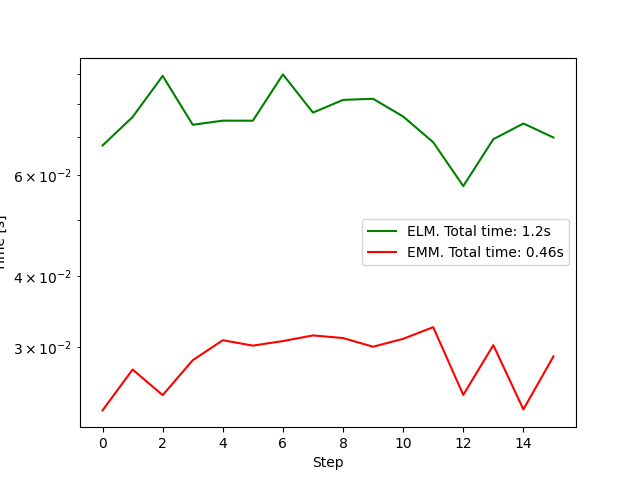 6 × 10⁻²
4 × 10⁻²
3 × 10⁻²
ELM. Total time: 1.2s
EMM. Total time: 0.46s
0 2 4 6 8 10 12 14
Step
Time [s]